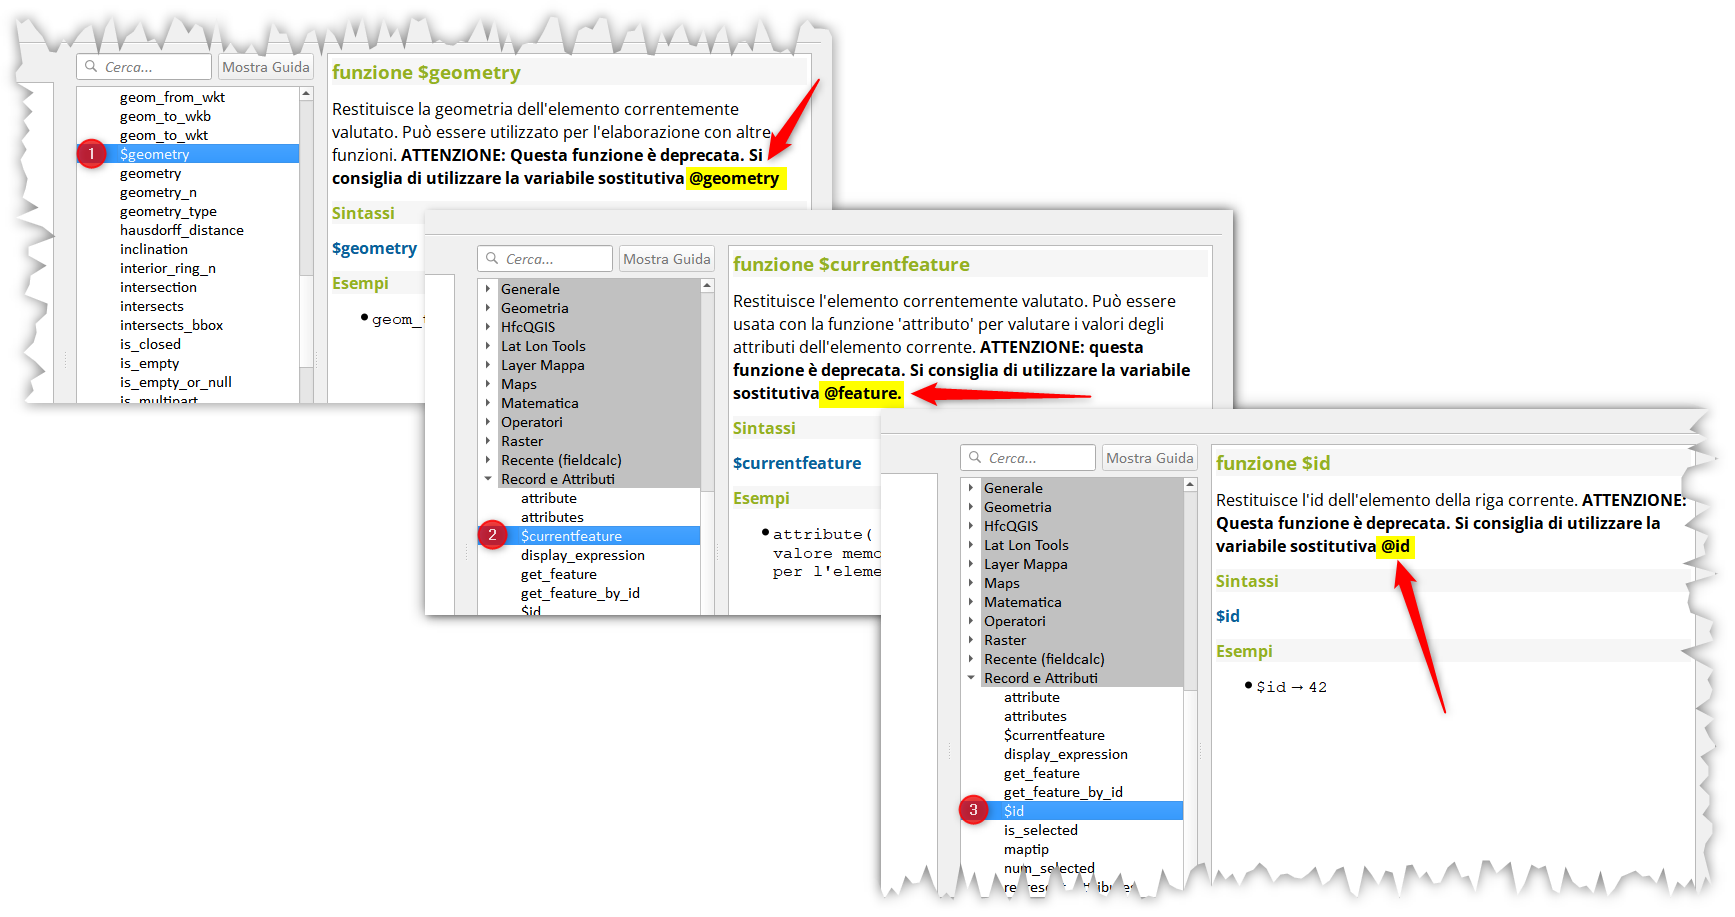 Cerca...
Mostra Guida
geom_from_wkt
geom_to_wkb
geom_to_wkt
1
$geometry
geometry
geometry_n
geometry_type
hausdorff_distance
inclination
interior_ring_n
intersection
intersects
intersects_bbox
is_closed
is_empty
is_empty_or_null
is_multipart
funzione $geometry
Restituisce la geometria dell'elemento correntemente
valutato. Può essere utilizzato per l'elaborazione con altre
funzioni. ATTENZIONE: Questa funzione è deprecata. Si
consiglia di utilizzare la variabile sostitutiva @geometry
Sintassi
$geometry
Esempi
Cerca...
Mostra Guida
Generale
Geometria
HfcQGIS
Lat Lon Tools
Layer Mappa
Maps
Matematica
Operatori
Raster
Recente (fieldcalc)
Record e Attributi
attribute
attributes
2
$currentfeature
display_expression
get_feature
get_feature_by_id
$id
funzione $currentfeature
Restituisce l'elemento correntemente valutato. Può essere
usata con la funzione 'attributo' per valutare i valori degli
attributi dell'elemento corrente. ATTENZIONE: questa
funzione è deprecata. Si consiglia di utilizzare la variabile
sostitutiva @feature.
Sintassi
$currentfeature
Esempi
attribute(
valore
per
Cerca...
Mostra Guida
Generale
Geometria
HfcQGIS
Lat Lon Tools
Layer Mappa
Maps
Matematica
Operatori
Raster
Recente (fieldcalc)
Record e Attributi
attribute
attributes
$currentfeature
display_expression
get_feature
get_feature_by_id
3
$id
is_selected
maptip
num_selected
funzione $id
Restituisce l'id dell'elemento della riga corrente. ATTENZIONE:
Questa funzione è deprecata. Si consiglia di utilizzare la
variabile sostitutiva @id
Sintassi
$id
Esempi
$id → 42